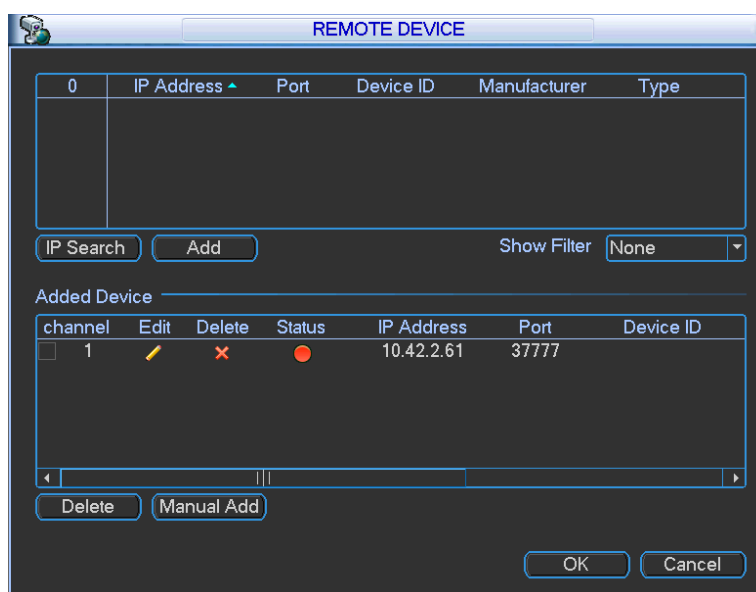 REMOTE DEVICE
0 IP Address Port Device ID Manufacturer Type
IP Search Add Show Filter None
Added Device
channel Edit Delete Status IP Address Port Device ID
1 10.42.2.61 37777
Delete Manual Add
OK Cancel